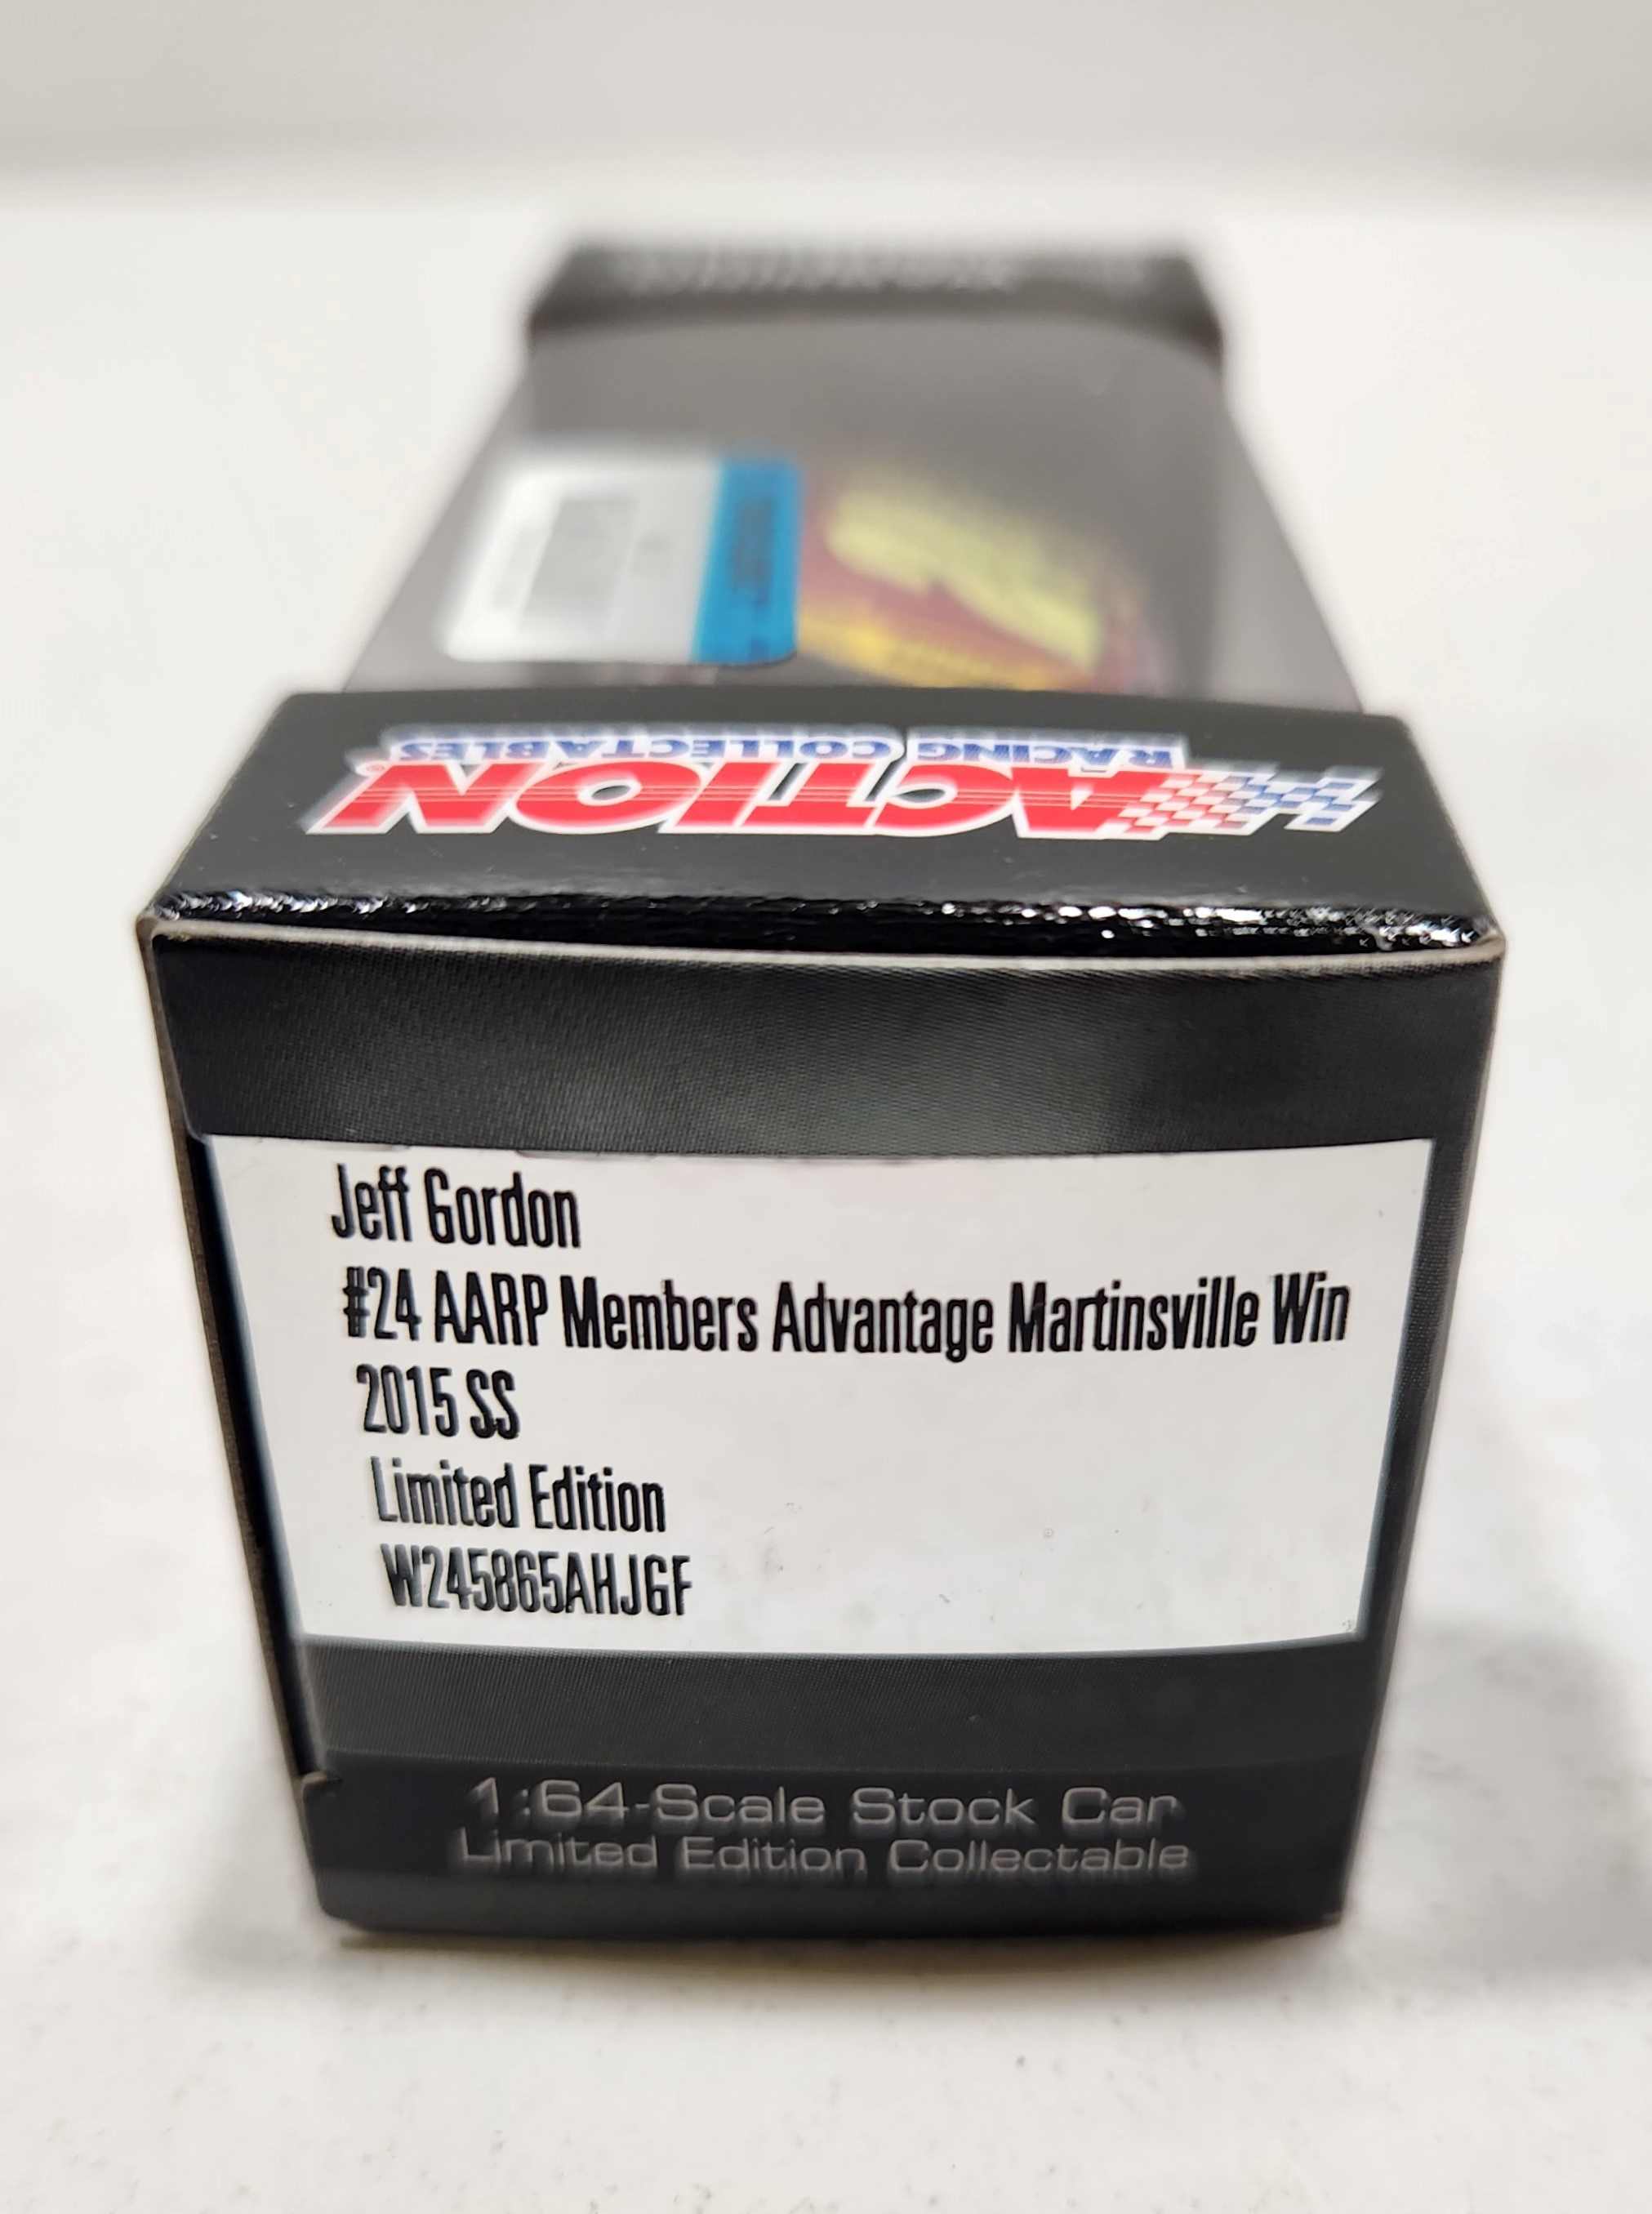 ACTION
RACING COLLECTABLES
Jeff Gordon
#24 AARP Members Advantage Martinsville Win
2015 SS
Limited Edition
W245865AHJGF
1:64-Scale Stock Car
Limited Edition Collectable